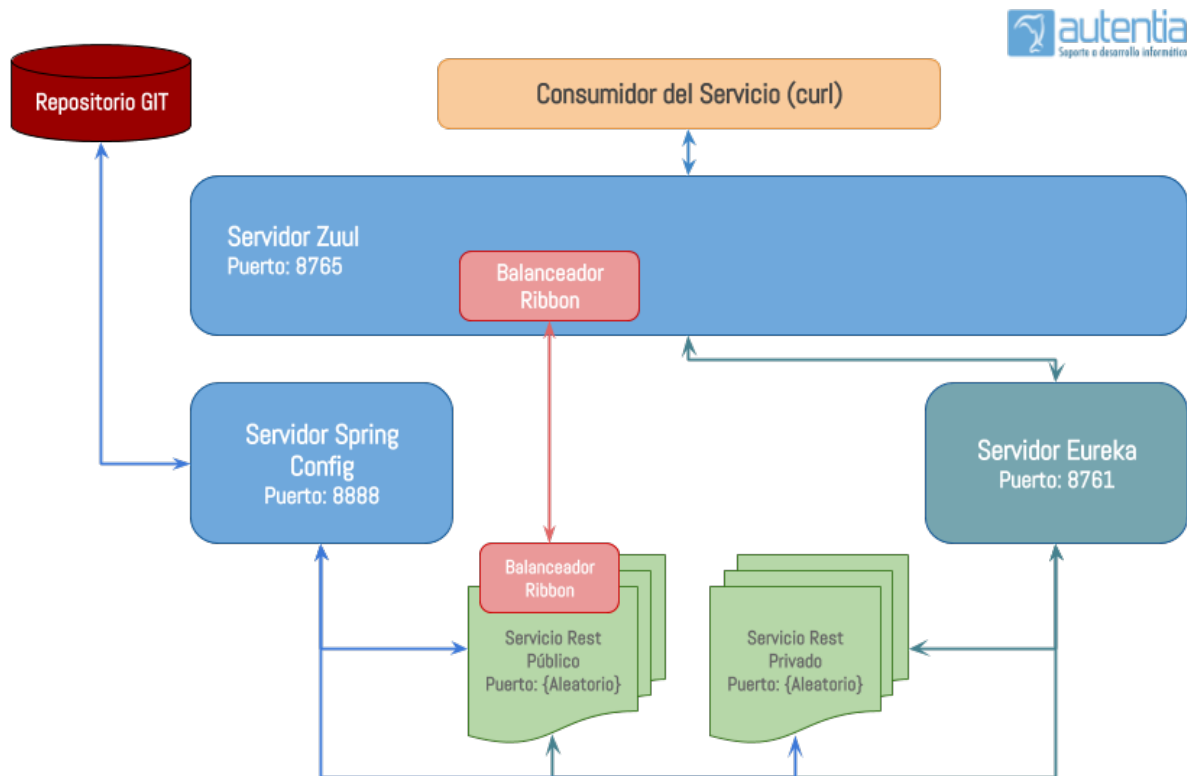 autentia
Soporte a desarrollo informático
Repositorio GIT
Consumidor del Servicio (curl)
Servidor Zuul
Puerto: 8765
Balanceador
Ribbon
Servidor Spring
Config
Puerto: 8888
Servidor Eureka
Puerto: 8761
Balanceador
Ribbon
Servicio Rest
Público
Puerto: {Aleatorio}
Servicio Rest
Privado
Puerto: {Aleatorio}